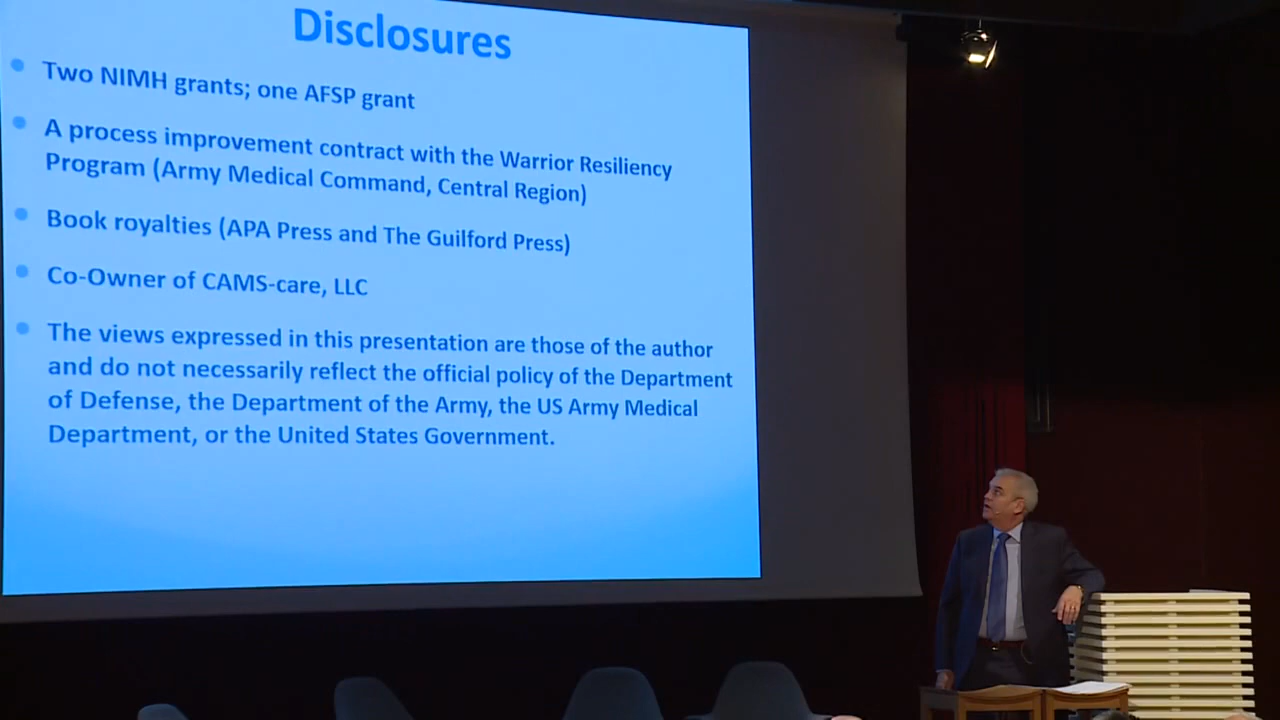 Disclosures
Two NIMH grants; one AFSP grant
A process improvement contract with the Warrior Resiliency
Program (Army Medical Command, Central Region)
Book royalties (APA Press and The Guilford Press)
Co-Owner of CAMS-care, LLC
The views expressed in this presentation are those of the author
and do not necessarily reflect the official policy of the Department
of Defense, the Department of the Army, the US Army Medical
Department, or the United States Government.